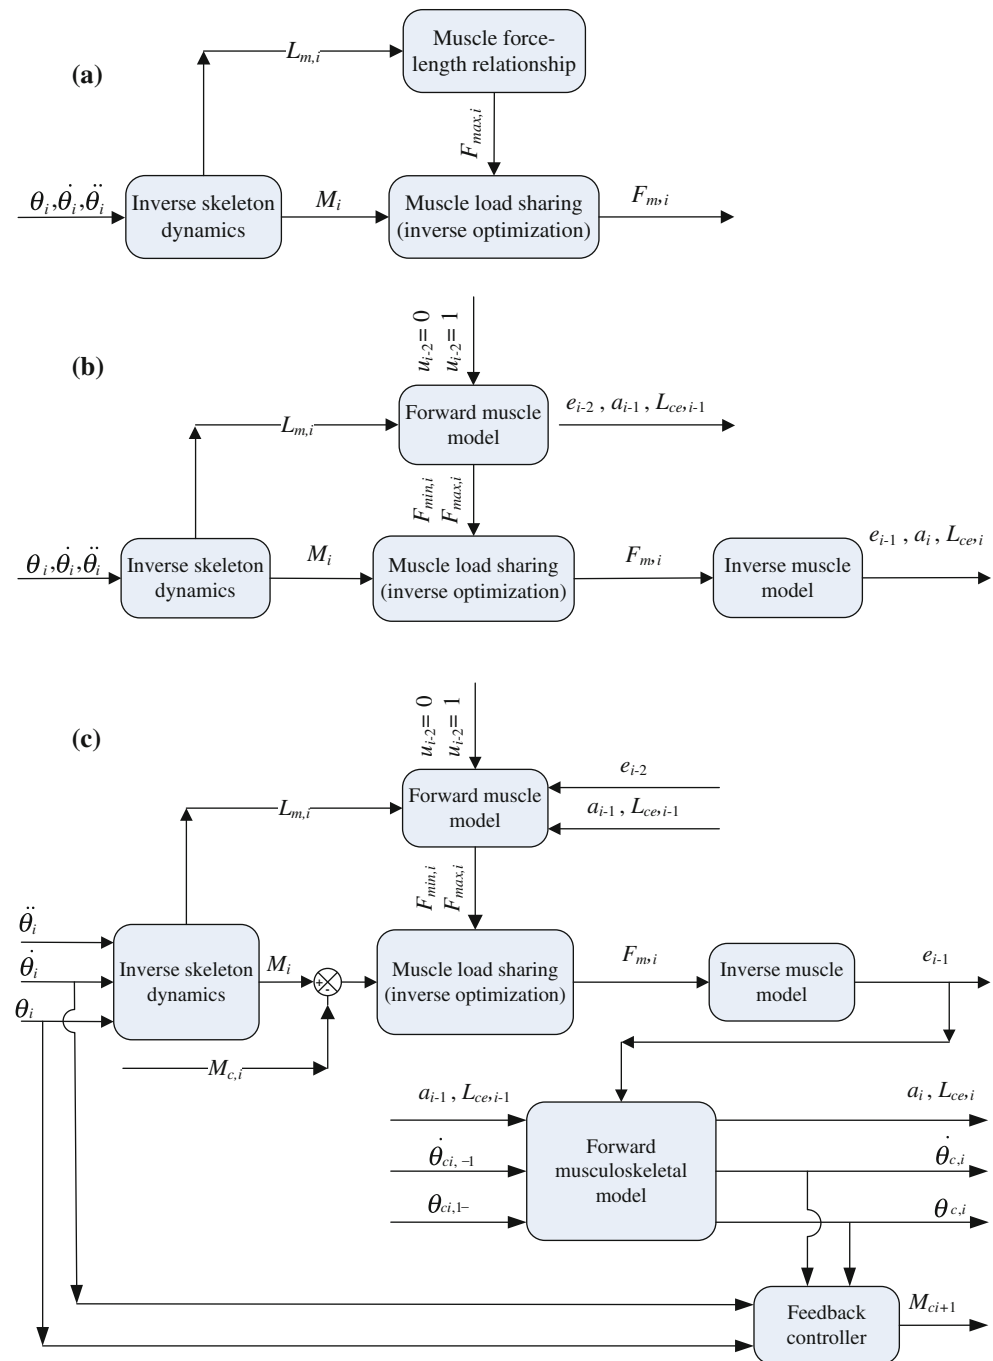 (a)
L_{m,i}
Muscle force-
length relationship
F_{max,i}
θ_i,θ̇_i,θ̈_i
Inverse skeleton
dynamics
M_i
Muscle load sharing
(inverse optimization)
F_{m,i}
(b)
u_{i-2}= 0
u_{i-2}= 1
L_{m,i}
Forward muscle
model
e_{i-2} , a_{i-1} , L_{ce,i-1}
F_{min,i}
F_{max,i}
θ_i,θ̇_i,θ̈_i
Inverse skeleton
dynamics
M_i
Muscle load sharing
(inverse optimization)
F_{m,i}
Inverse muscle
model
e_{i-1} , a_i , L_{ce,i}
(c)
u_{i-2}= 0
u_{i-2}= 1
L_{m,i}
Forward muscle
model
e_{i-2}
a_{i-1} , L_{ce,i-1}
F_{min,i}
F_{max,i}
θ̈_i
θ̇_i
θ_i
Inverse skeleton
dynamics
M_i
+
-
M_{c,i}
Muscle load sharing
(inverse optimization)
F_{m,i}
Inverse muscle
model
e_{i-1}
a_{i-1} , L_{ce,i-1}
θ̇_{ci,-1}
θ_{ci,1-}
Forward
musculoskeletal
model
a_i, L_{ce,i}
θ̇_{c,i}
θ_{c,i}
Feedback
controller
M_{ci+1}